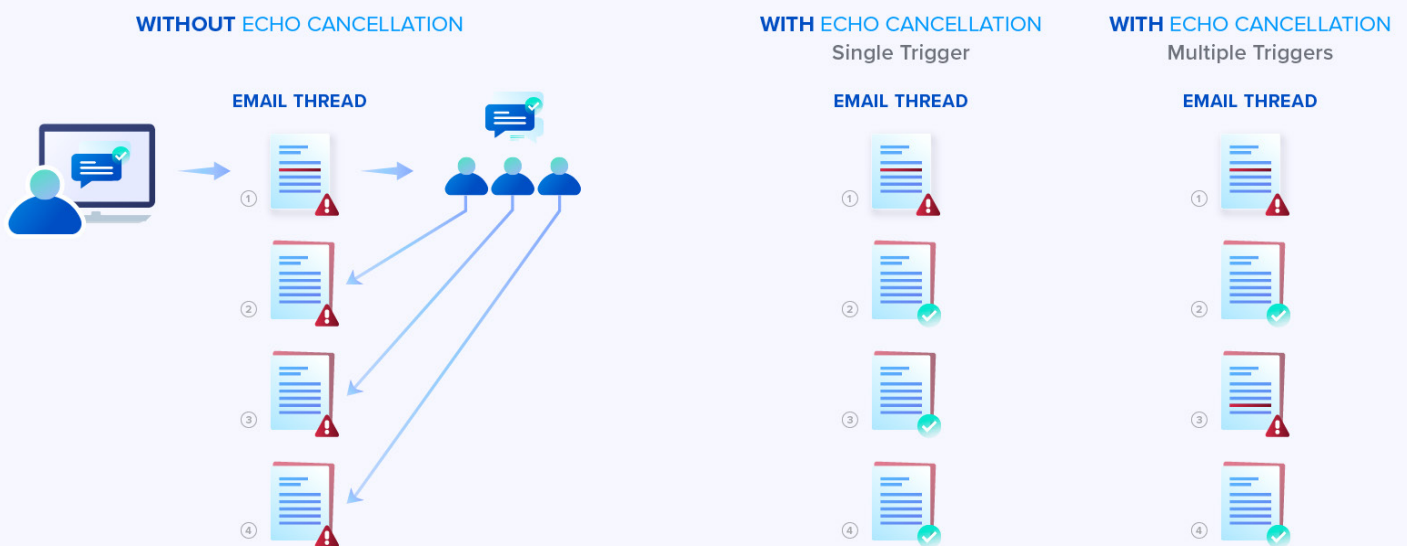 WITHOUT ECHO CANCELLATION
EMAIL THREAD
1
2
3
4
WITH ECHO CANCELLATION
Single Trigger
EMAIL THREAD
1
2
3
4
WITH ECHO CANCELLATION
Multiple Triggers
EMAIL THREAD
1
2
3
4